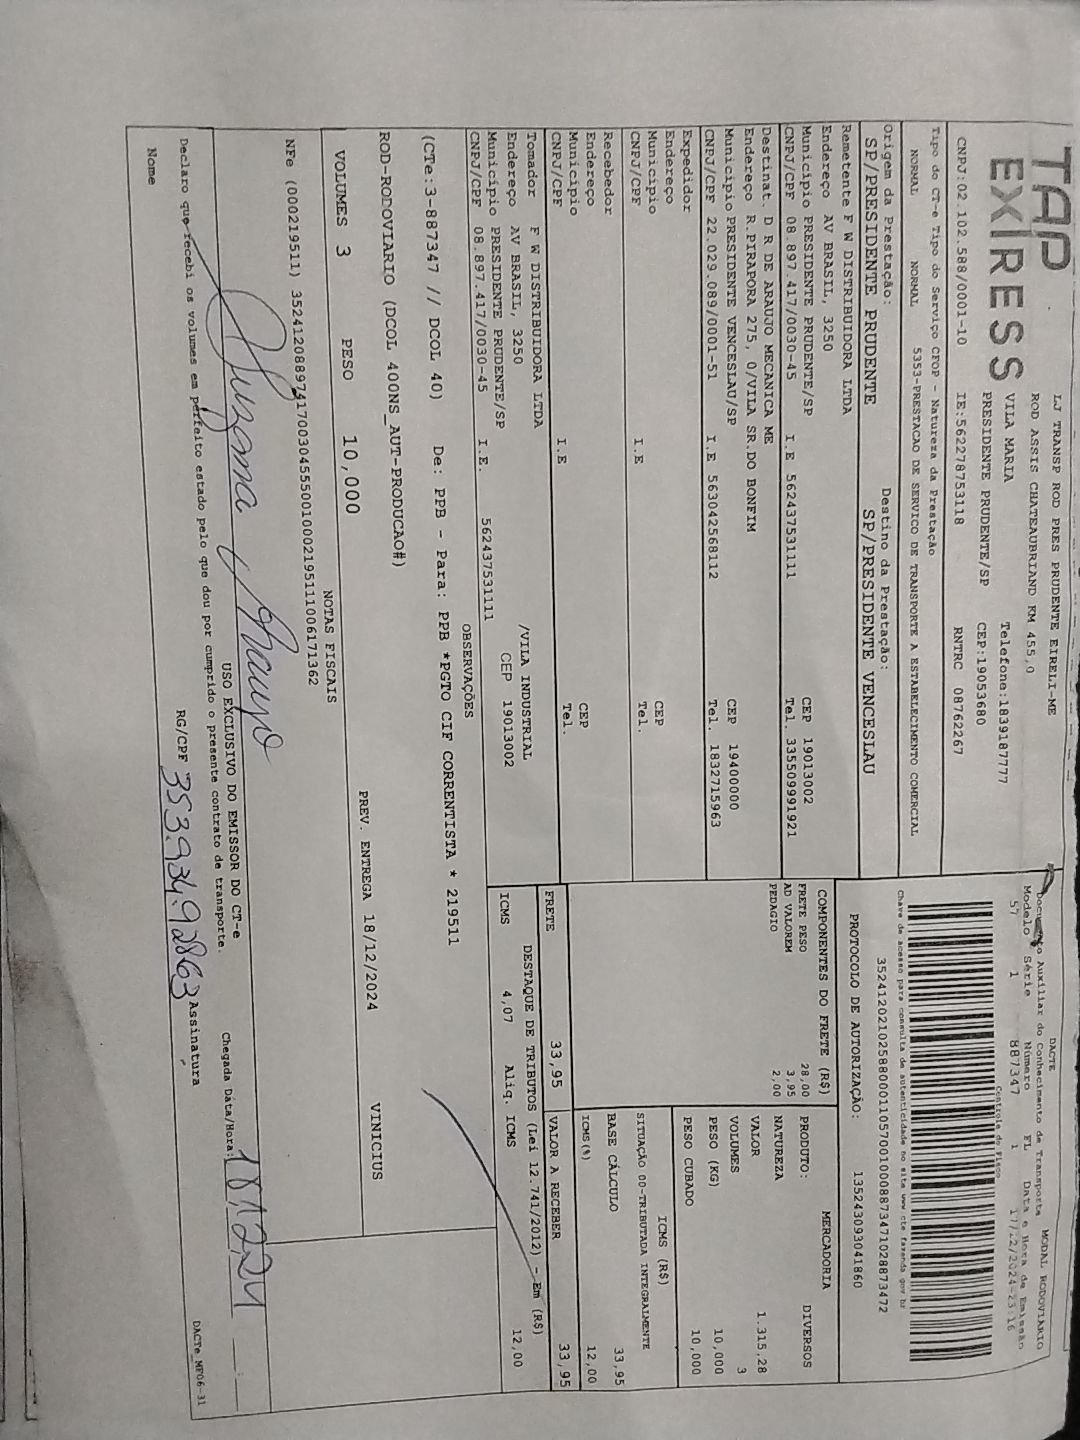 TAP EXPRESS
LJ TRANSP ROD PRES PRUDENTE EIRELI-ME
ROD ASSIS CHATEAUBRIAND KM 455,0
VILA MARIA
Telefone:1839187777
PRESIDENTE PRUDENTE/SP
CEP:19053680
CNPJ:02.102.588/0001-10
IE:562278753118
RNTRC 08762267
DACTE
Documento Auxiliar do Conhecimento de Transporte
MODAL RODOVIÁRIO
Modelo Série Número FL Data e Hora de Emissão
57 1 887347 1 17/12/2024-23:16
Controle do Fisco
Chave de acesso para consulta de autenticidade no site www cte fazenda gov br
35241202102588000110570010008873471028873472
PROTOCOLO DE AUTORIZAÇÃO: 135243093041860
Tipo do CT-e Tipo do Serviço CFOP - Natureza da Prestação
NORMAL NORMAL 5353-PRESTACAO DE SERVICO DE TRANSPORTE A ESTABELECIMENTO COMERCIAL
Origem da Prestação: Destino da Prestação:
SP/PRESIDENTE PRUDENTE SP/PRESIDENTE VENCESLAU
Remetente F W DISTRIBUIDORA LTDA
Endereço AV BRASIL, 3250
Município PRESIDENTE PRUDENTE/SP CEP 19013002
CNPJ/CPF 08.897.417/0030-45 I.E 562437531111 Tel. 3355099991921
Destinat. D R DE ARAUJO MECANICA ME
Endereço R.PIRAPORA 275, 0/VILA SR.DO BONFIM
Município PRESIDENTE VENCESLAU/SP CEP 19400000
CNPJ/CPF 22.029.089/0001-51 I.E 563042568112 Tel. 1832715963
Expedidor
Endereço
Município CEP
CNPJ/CPF I.E Tel.
Recebedor
Endereço
Município CEP
CNPJ/CPF I.E Tel.
Tomador F W DISTRIBUIDORA LTDA
Endereço AV BRASIL, 3250 /VILA INDUSTRIAL
Município PRESIDENTE PRUDENTE/SP CEP 19013002
CNPJ/CPF 08.897.417/0030-45 I.E. 562437531111
COMPONENTES DO FRETE (R$)
FRETE PESO 28,00
AD VALOREM 3,95
PEDAGIO 2,00
MERCADORIA
PRODUTO: DIVERSOS
NATUREZA
VALOR 1.315,28
VOLUMES 3
PESO (KG) 10,000
PESO CUBADO 10,000
ICMS (R$)
SITUAÇÃO 00-TRIBUTADA INTEGRALMENTE
BASE CÁLCULO 33,95
ICMS(%) 12,00
FRETE 33,95
VALOR A RECEBER 33,95
DESTAQUE DE TRIBUTOS (Lei 12.741/2012) - Em (R$)
ICMS 4,07 Aliq. ICMS 12,00
OBSERVAÇÕES
(CTe:3-887347 // DCOL 40) De: PPB - Para: PPB *PGTO CIF CORRENTISTA * 219511
ROD-RODOVIARIO (DCOL 400NS_AUT-PRODUCAO#)
VOLUMES 3 PESO 10,000 PREV. ENTREGA 18/12/2024 VINICIUS
NOTAS FISCAIS
NFe (000219511) 35241208897417003045550010002195111006171362
USO EXCLUSIVO DO EMISSOR DO CT-e
Declaro que recebi os volumes em perfeito estado pelo que dou por cumprido o presente contrato de transporte.
Chegada Data/Hora: 18/12/24
Nome RG/CPF 353.934.928 63 Assinatura
DACTe_MF06-31